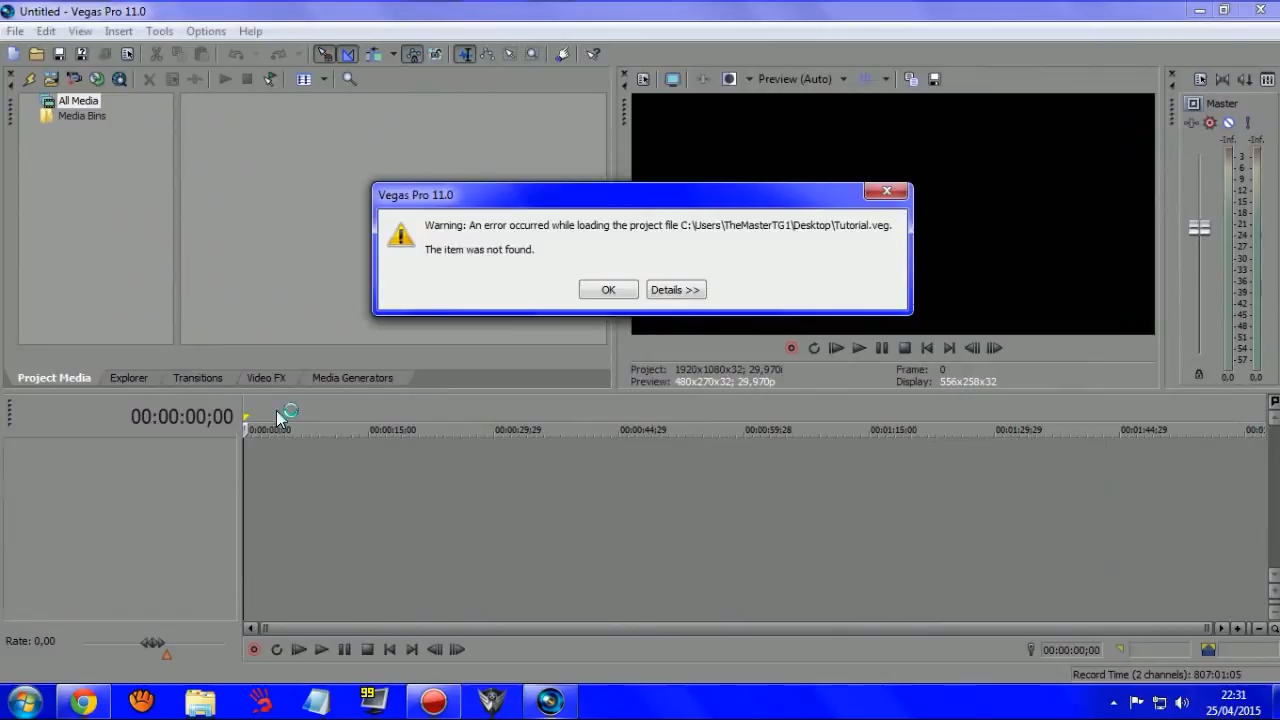 Untitled - Vegas Pro 11.0
File Edit View Insert Tools Options Help
Preview (Auto)
All Media
Media Bins
Master
-Inf. -Inf.
3
6
9
12
15
18
21
24
27
30
33
36
39
42
45
48
51
54
57
0,0 0,0
Vegas Pro 11.0
Warning: An error occurred while loading the project file C:\Users\TheMasterTG1\Desktop\Tutorial.veg.
The item was not found.
OK Details >>
Project: 1920x1080x32; 29,970i Frame: 0
Preview: 480x270x32; 29,970p Display: 556x258x32
Project Media Explorer Transitions Video FX Media Generators
00:00:00;00
00:00:15;00 00:00:29;29 00:00:44;29 00:00:59;28 00:01:15;00 00:01:29;29 00:01:44;29
Rate: 0,00
00:00:00;00
Record Time (2 channels): 807:01:05
99
22:31
25/04/2015